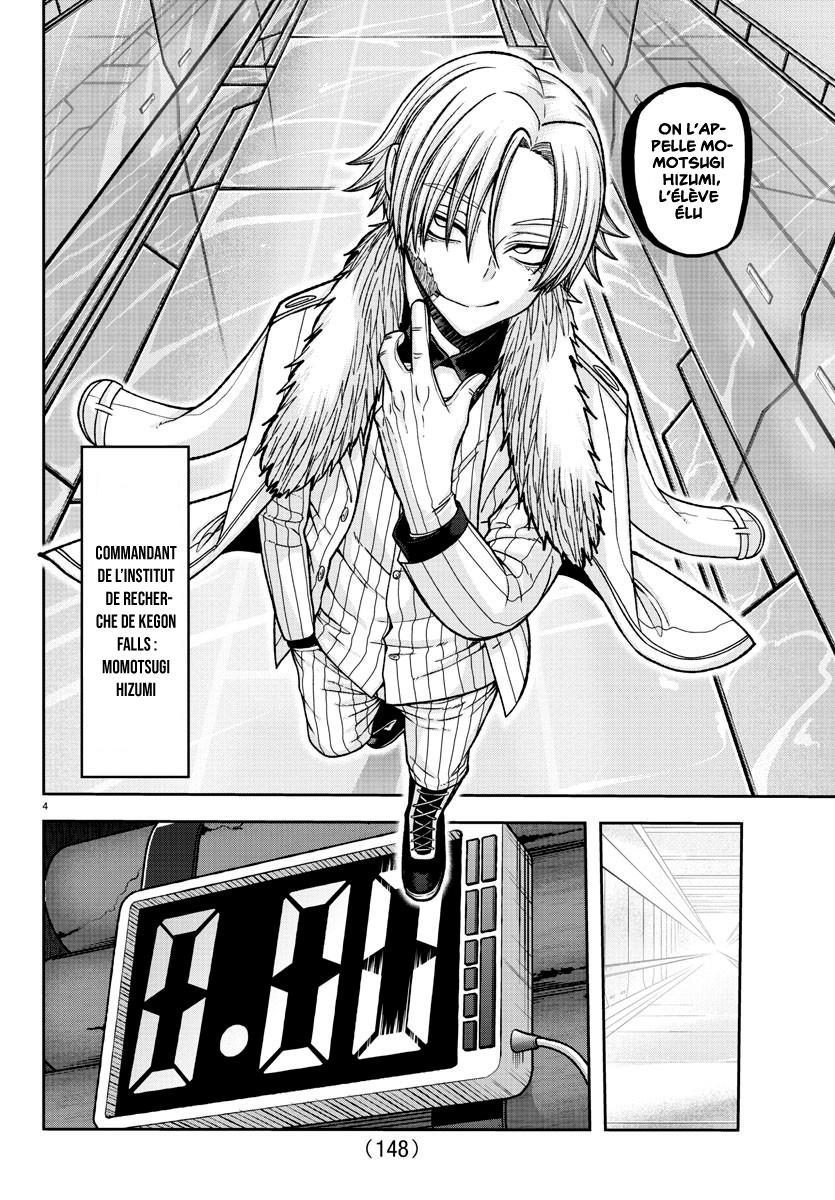 ON L'AP-
PELLE MO-
MOTSUGI
HIZUMI,
L'ÉLÈVE
ÉLU
COMMANDANT
DE L'INSTITUT
DE RECHER-
CHE DE KEGON
FALLS :
MOMOTSUGI
HIZUMI
4
0.00
(148)